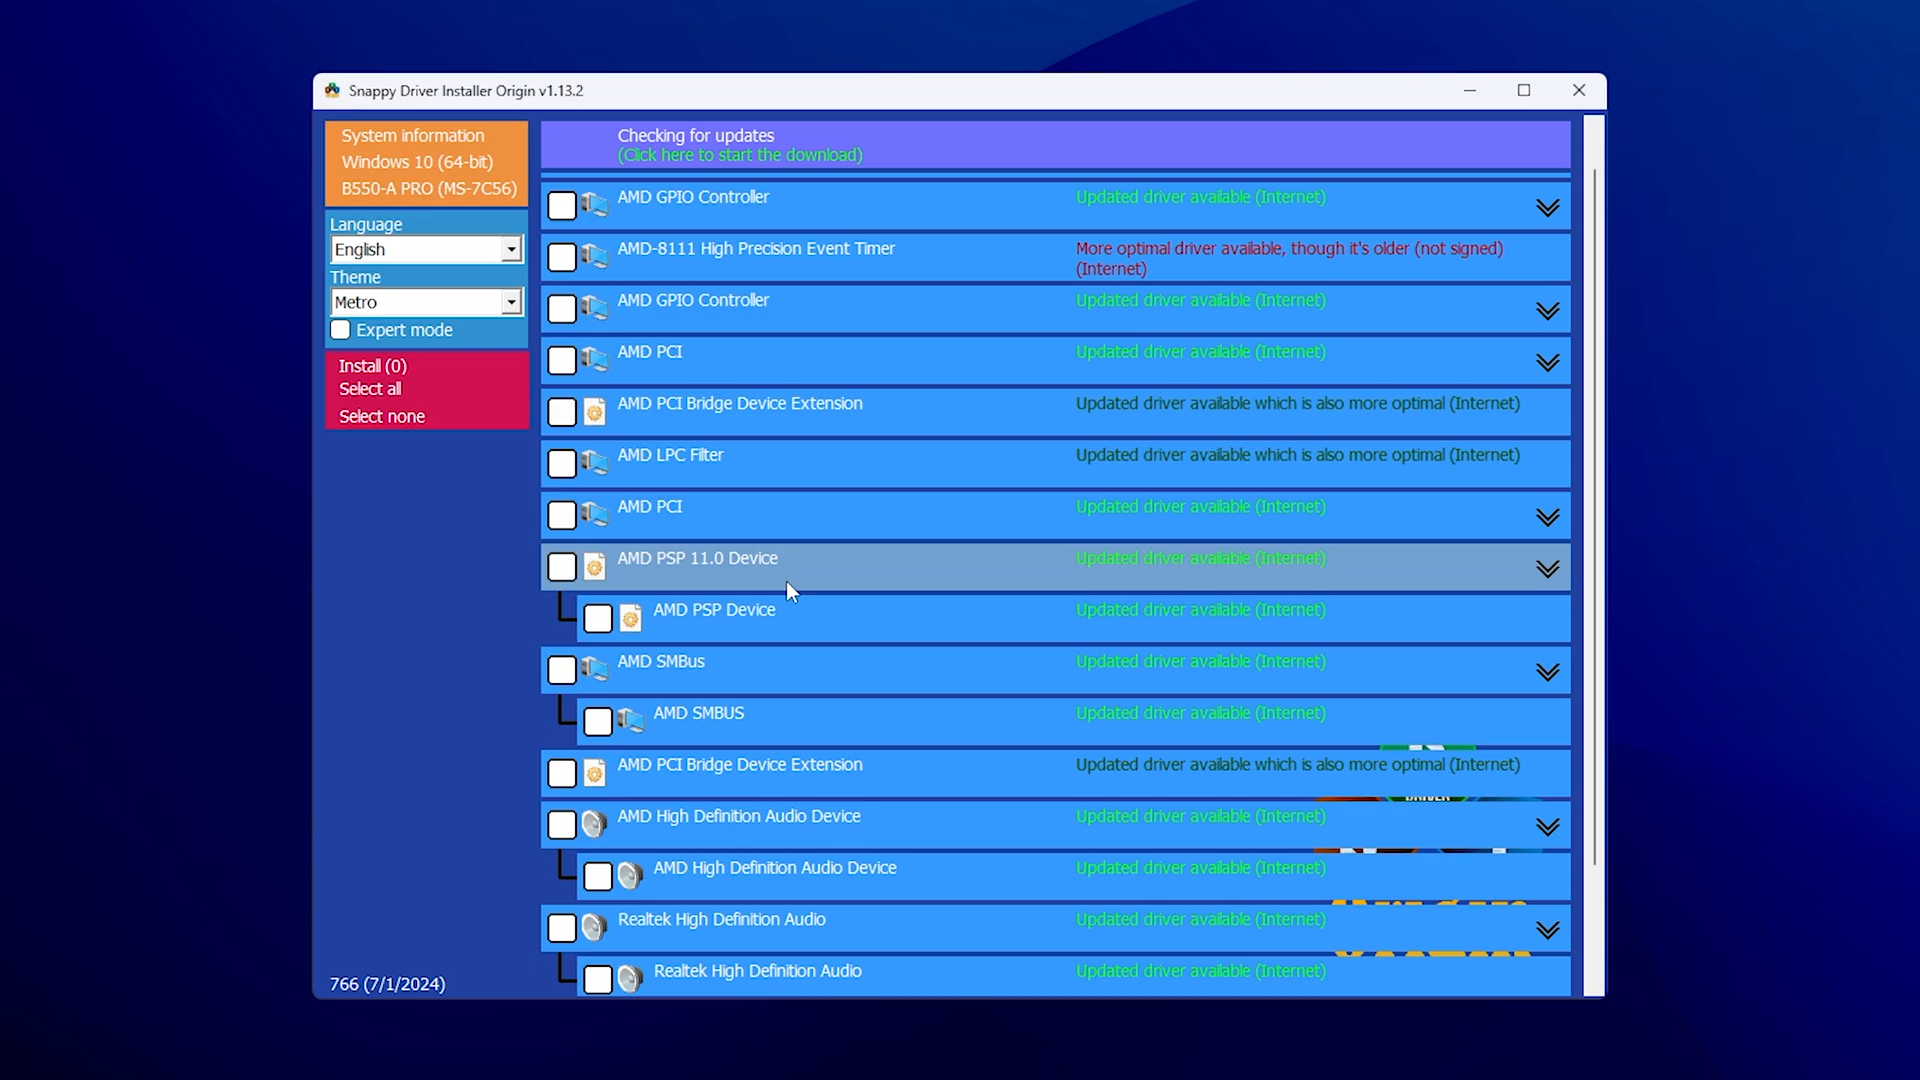 Snappy Driver Installer Origin v1.13.2
System information
Windows 10 (64-bit)
B550-A PRO (MS-7C56)
Language
English
Theme
Metro
Expert mode
Install (0)
Select all
Select none
766 (7/1/2024)
Checking for updates
(Click here to start the download)
AMD GPIO Controller Updated driver available (Internet)
AMD-8111 High Precision Event Timer More optimal driver available, though it's older (not signed)
(Internet)
AMD GPIO Controller Updated driver available (Internet)
AMD PCI Updated driver available (Internet)
AMD PCI Bridge Device Extension Updated driver available which is also more optimal (Internet)
AMD LPC Filter Updated driver available which is also more optimal (Internet)
AMD PCI Updated driver available (Internet)
AMD PSP 11.0 Device Updated driver available (Internet)
AMD PSP Device Updated driver available (Internet)
AMD SMBus Updated driver available (Internet)
AMD SMBUS Updated driver available (Internet)
AMD PCI Bridge Device Extension Updated driver available which is also more optimal (Internet)
AMD High Definition Audio Device Updated driver available (Internet)
AMD High Definition Audio Device Updated driver available (Internet)
Realtek High Definition Audio Updated driver available (Internet)
Realtek High Definition Audio Updated driver available (Internet)